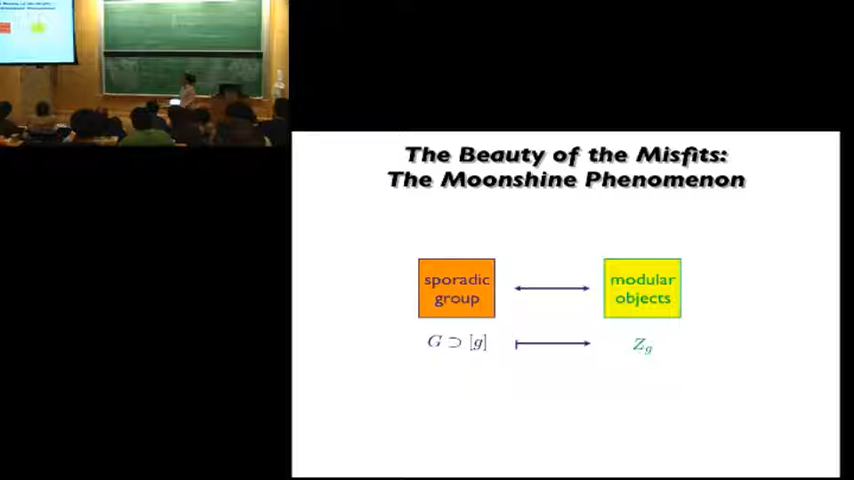 The Beauty of the Misfits:
The Moonshine Phenomenon
sporadic
group
modular
objects
G ⊃ [g]
Z_g